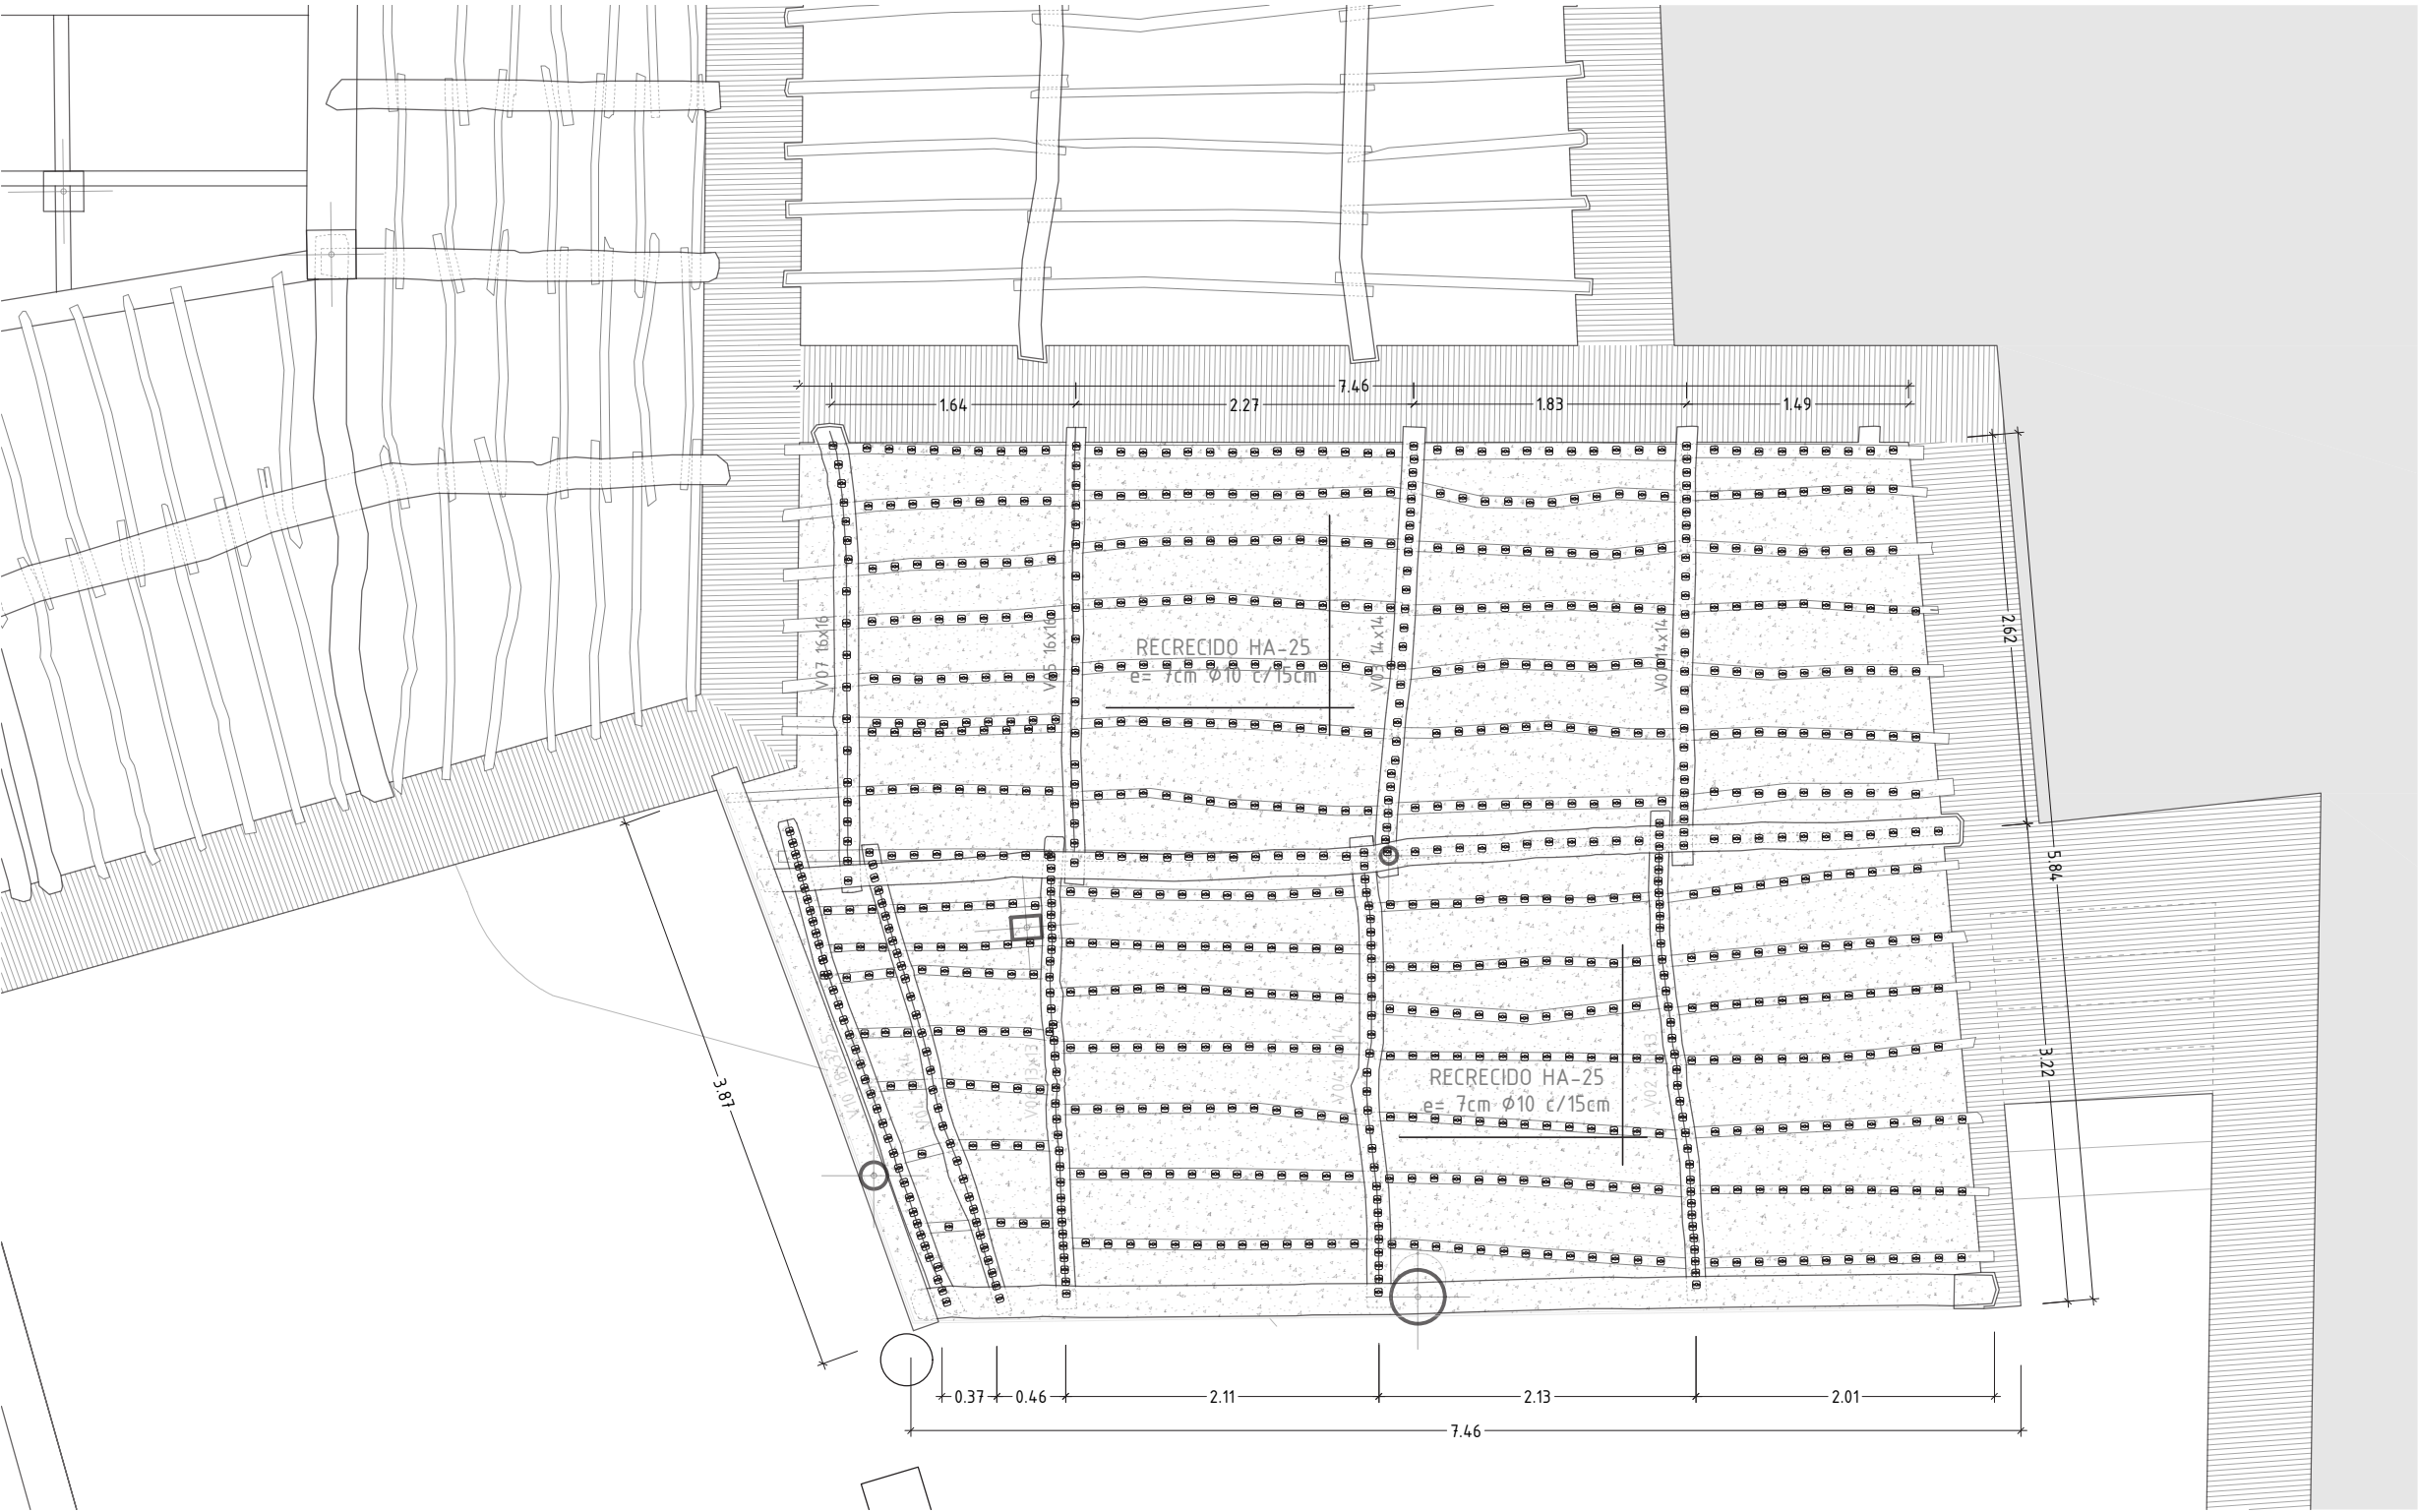 7.46
1.64
2.27
1.83
1.49
2.62
V07 16x16
V05 16x16
RECRECIDO HA-25
e= 7cm Ø10 c/15cm
V03 14x14
V01 14x14
5.84
3.87
3.22
RECRECIDO HA-25
e= 7cm Ø10 c/15cm
V02
0.37
0.46
2.11
2.13
2.01
7.46